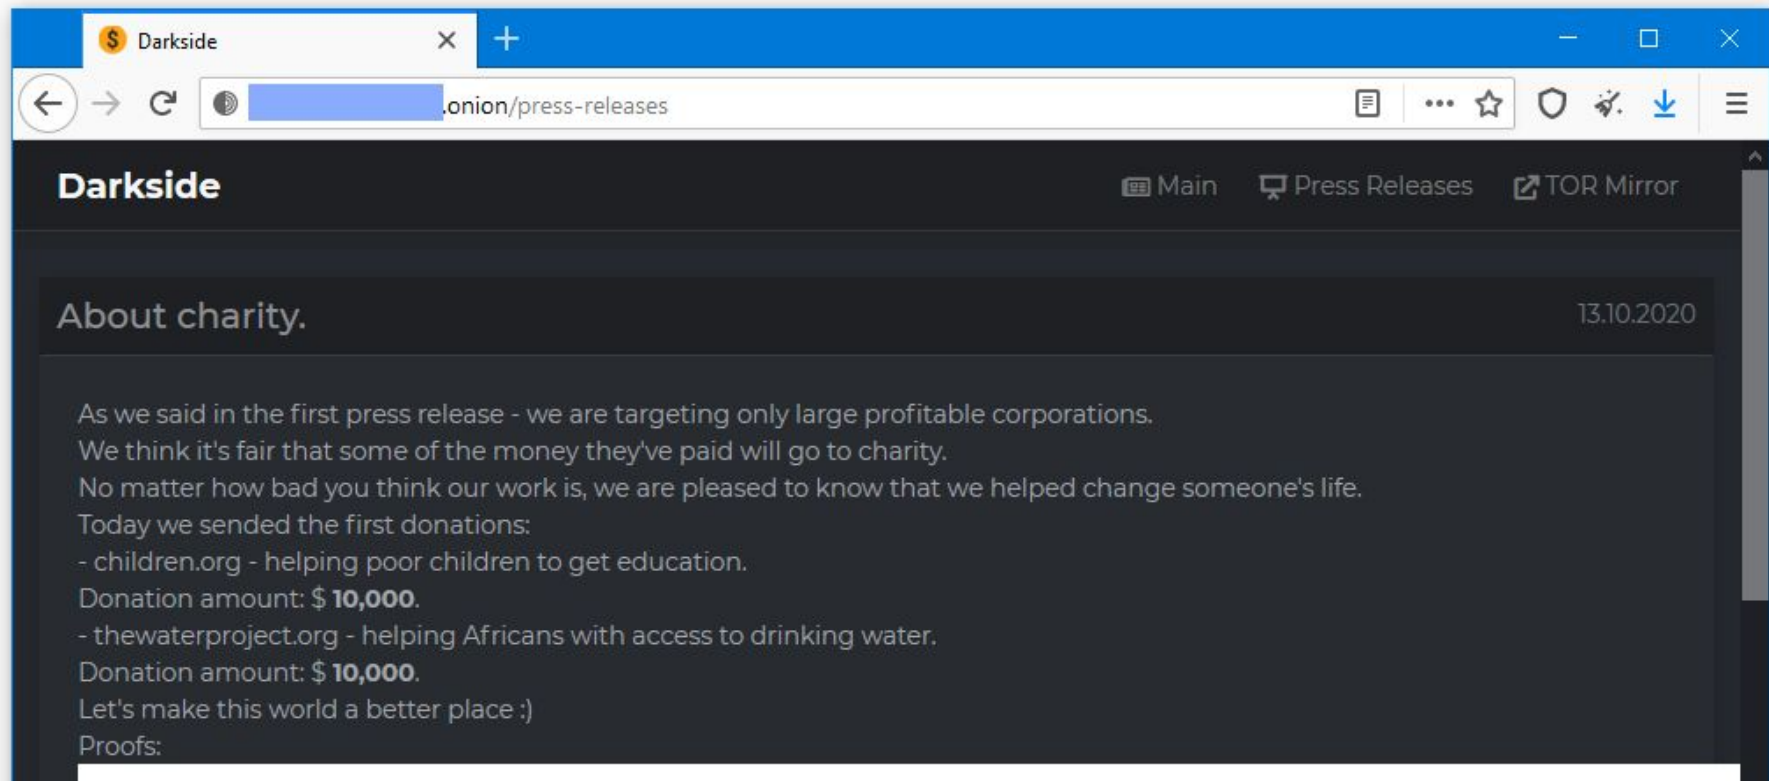 Darkside
.onion/press-releases
Darkside
Main
Press Releases
TOR Mirror
About charity.
13.10.2020
As we said in the first press release - we are targeting only large profitable corporations.
We think it's fair that some of the money they've paid will go to charity.
No matter how bad you think our work is, we are pleased to know that we helped change someone's life.
Today we sended the first donations:
- children.org - helping poor children to get education.
Donation amount: $ 10,000.
- thewaterproject.org - helping Africans with access to drinking water.
Donation amount: $ 10,000.
Let's make this world a better place :)
Proofs: